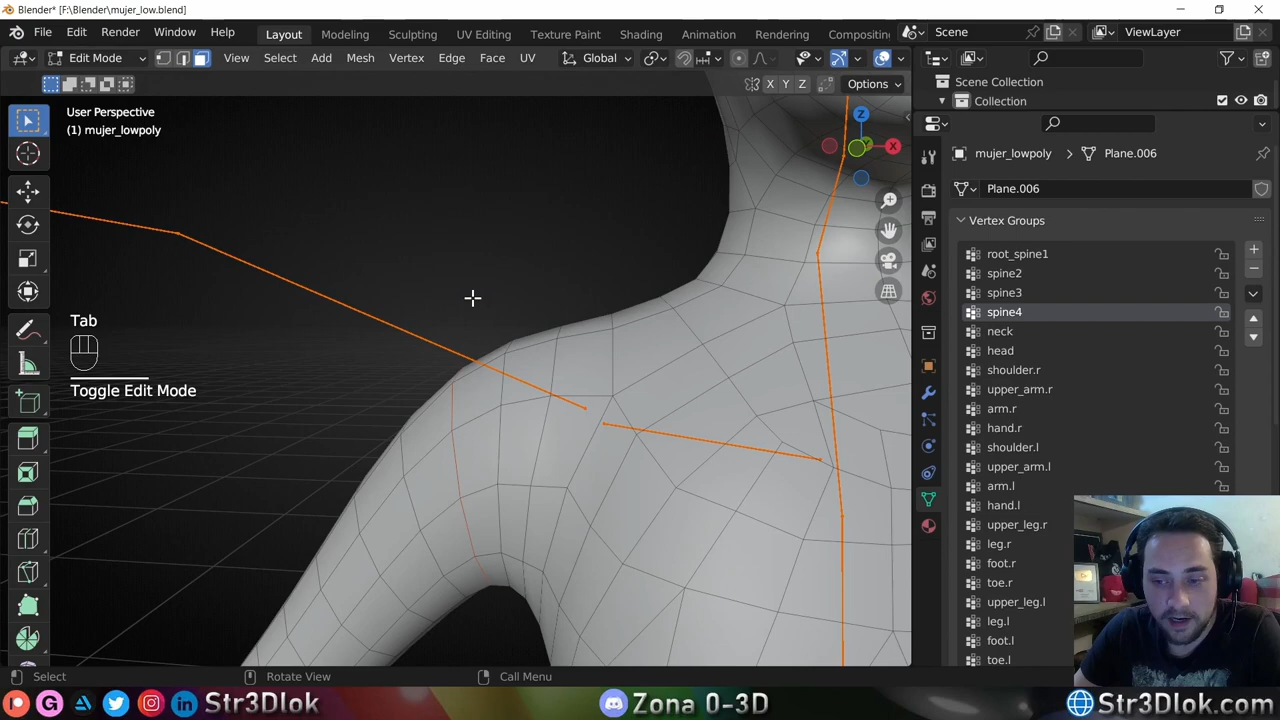 Blender* [F:\Blender\mujer_low.blend]
File Edit Render Window Help Layout Modeling Sculpting UV Editing Texture Paint Shading Animation Rendering Compositing Scene ViewLayer
Edit Mode View Select Add Mesh Vertex Edge Face UV Global
X Y Z Options
Scene Collection
Collection
User Perspective
(1) mujer_lowpoly
Z
X
mujer_lowpoly > Plane.006
Plane.006
Vertex Groups
root_spine1
spine2
spine3
spine4
neck
head
shoulder.r
upper_arm.r
arm.r
hand.r
shoulder.l
upper_arm.l
arm.l
hand.l
upper_leg.r
leg.r
foot.r
toe.r
upper_leg.l
leg.l
foot.l
toe.l
Tab
Toggle Edit Mode
Select Rotate View Call Menu
Str3Dlok Zona 0-3D Str3Dlok.com